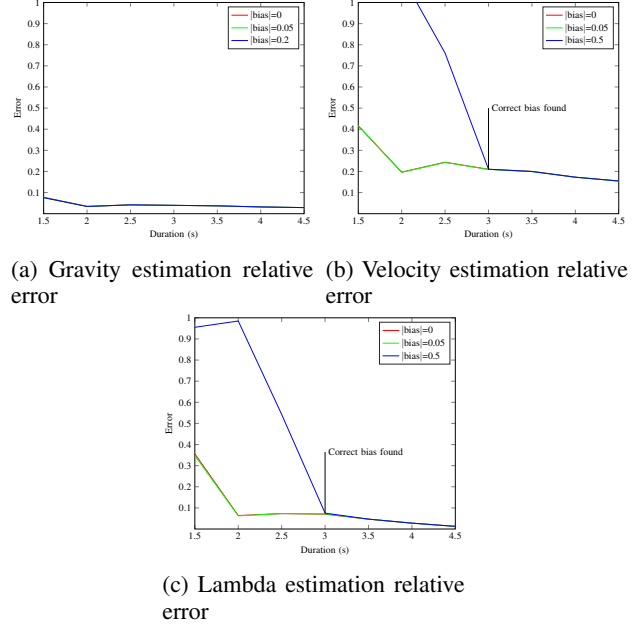 1
0.9
0.8
0.7
0.6
0.5
0.4
0.3
0.2
0.1
Error
|bias|=0
|bias|=0.05
|bias|=0.2
1.5 2 2.5 3 3.5 4 4.5
Duration (s)
(a) Gravity estimation relative
error
1
0.9
0.8
0.7
0.6
0.5
0.4
0.3
0.2
0.1
Error
|bias|=0
|bias|=0.05
|bias|=0.5
Correct bias found
1.5 2 2.5 3 3.5 4 4.5
Duration (s)
(b) Velocity estimation relative
error
1
0.9
0.8
0.7
0.6
0.5
0.4
0.3
0.2
0.1
Error
|bias|=0
|bias|=0.05
|bias|=0.5
Correct bias found
1.5 2 2.5 3 3.5 4 4.5
Duration (s)
(c) Lambda estimation relative
error